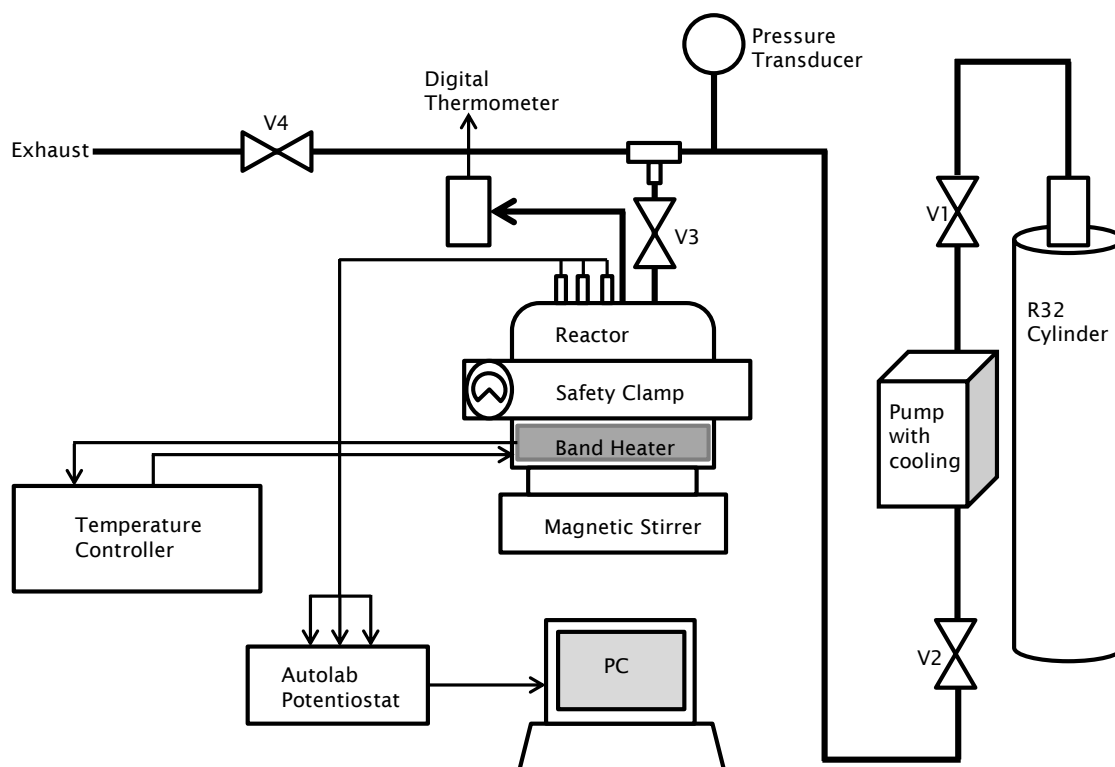 Pressure
Transducer
Digital
Thermometer
V4
Exhaust
V1
V3
R32
Cylinder
Reactor
Safety Clamp
Pump
with
cooling
Band Heater
Temperature
Controller
Magnetic Stirrer
V2
PC
Autolab
Potentiostat